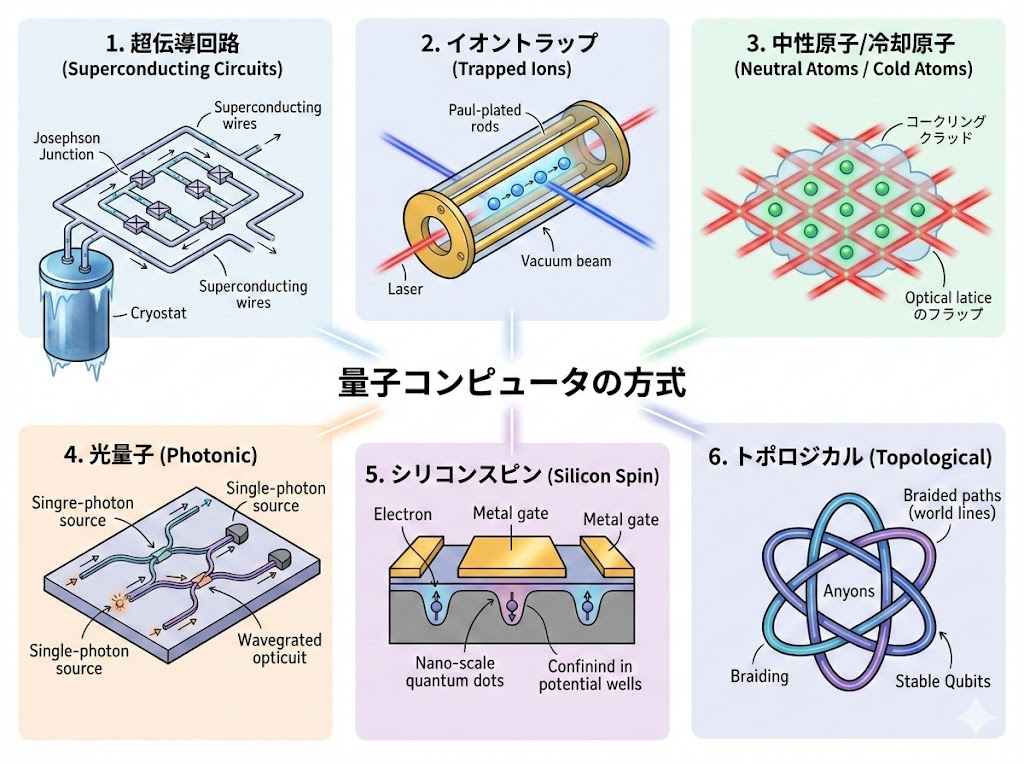 1. 超伝導回路
(Superconducting Circuits)
Superconducting
wires
Josephson
Junction
Superconducting
wires
Cryostat
2. イオントラップ
(Trapped Ions)
Paul-plated
rods
Vacuum beam
Laser
3. 中性原子/冷却原子
(Neutral Atoms / Cold Atoms)
コークリング
クラッド
Optical latice
のフラップ
量子コンピュータの方式
4. 光量子 (Photonic)
Singre-photon
source
Single-photon
source
Single-photon
source
Wavegrated
opticuit
5. シリコンスピン (Silicon Spin)
Electron
Metal gate
Metal gate
Nano-scale
quantum dots
Confinind in
potential wells
6. トポロジカル (Topological)
Braided paths
(world lines)
Anyons
Braiding
Stable Qubits